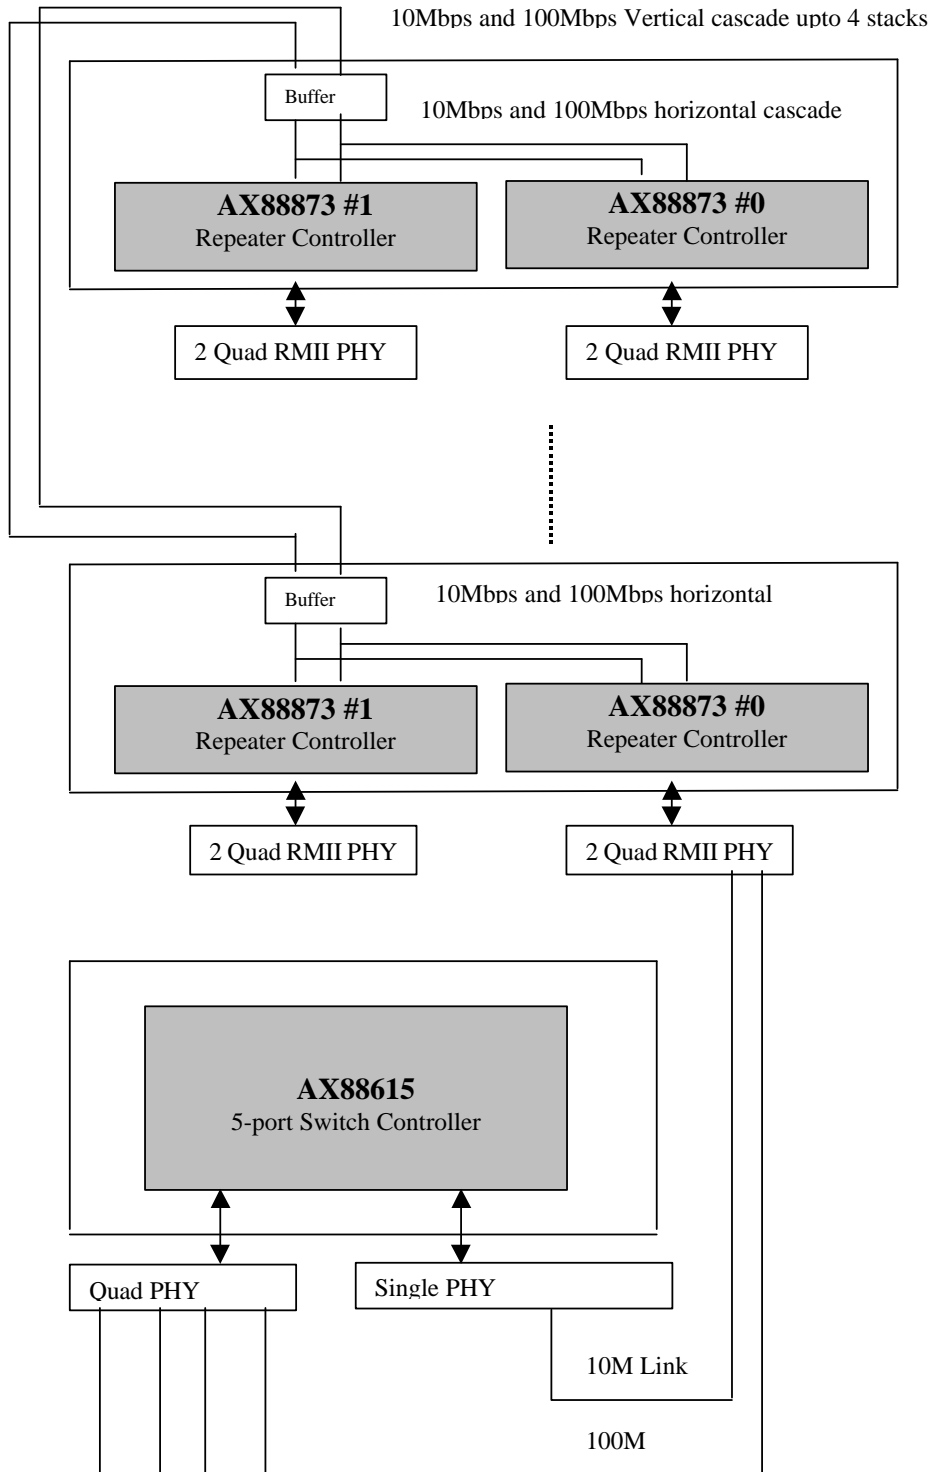 10Mbps and 100Mbps Vertical cascade upto 4 stacks
Buffer
10Mbps and 100Mbps horizontal cascade
AX88873 #1
Repeater Controller
AX88873 #0
Repeater Controller
2 Quad RMII PHY
2 Quad RMII PHY
Buffer
10Mbps and 100Mbps horizontal
AX88873 #1
Repeater Controller
AX88873 #0
Repeater Controller
2 Quad RMII PHY
2 Quad RMII PHY
AX88615
5-port Switch Controller
Quad PHY
Single PHY
10M Link
100M